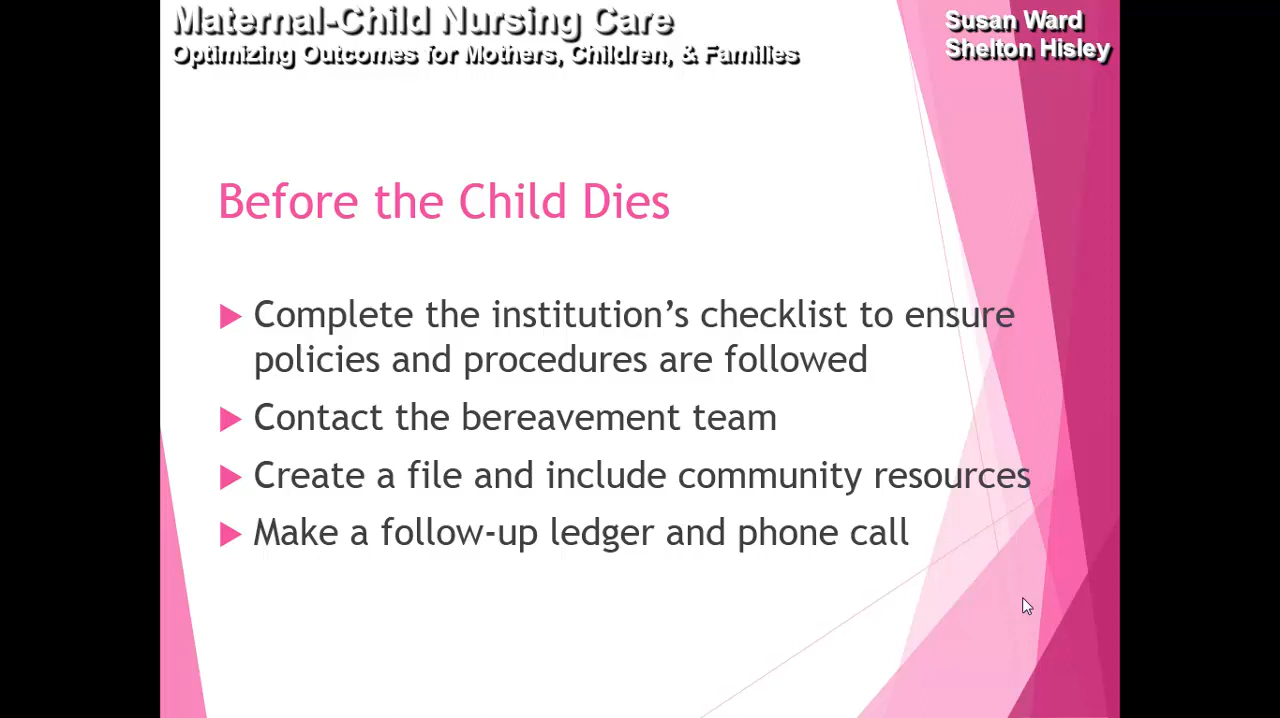 Maternal-Child Nursing Care
Optimizing Outcomes for Mothers, Children, & Families
Susan Ward
Shelton Hisley
Before the Child Dies
Complete the institution’s checklist to ensure
policies and procedures are followed
Contact the bereavement team
Create a file and include community resources
Make a follow-up ledger and phone call